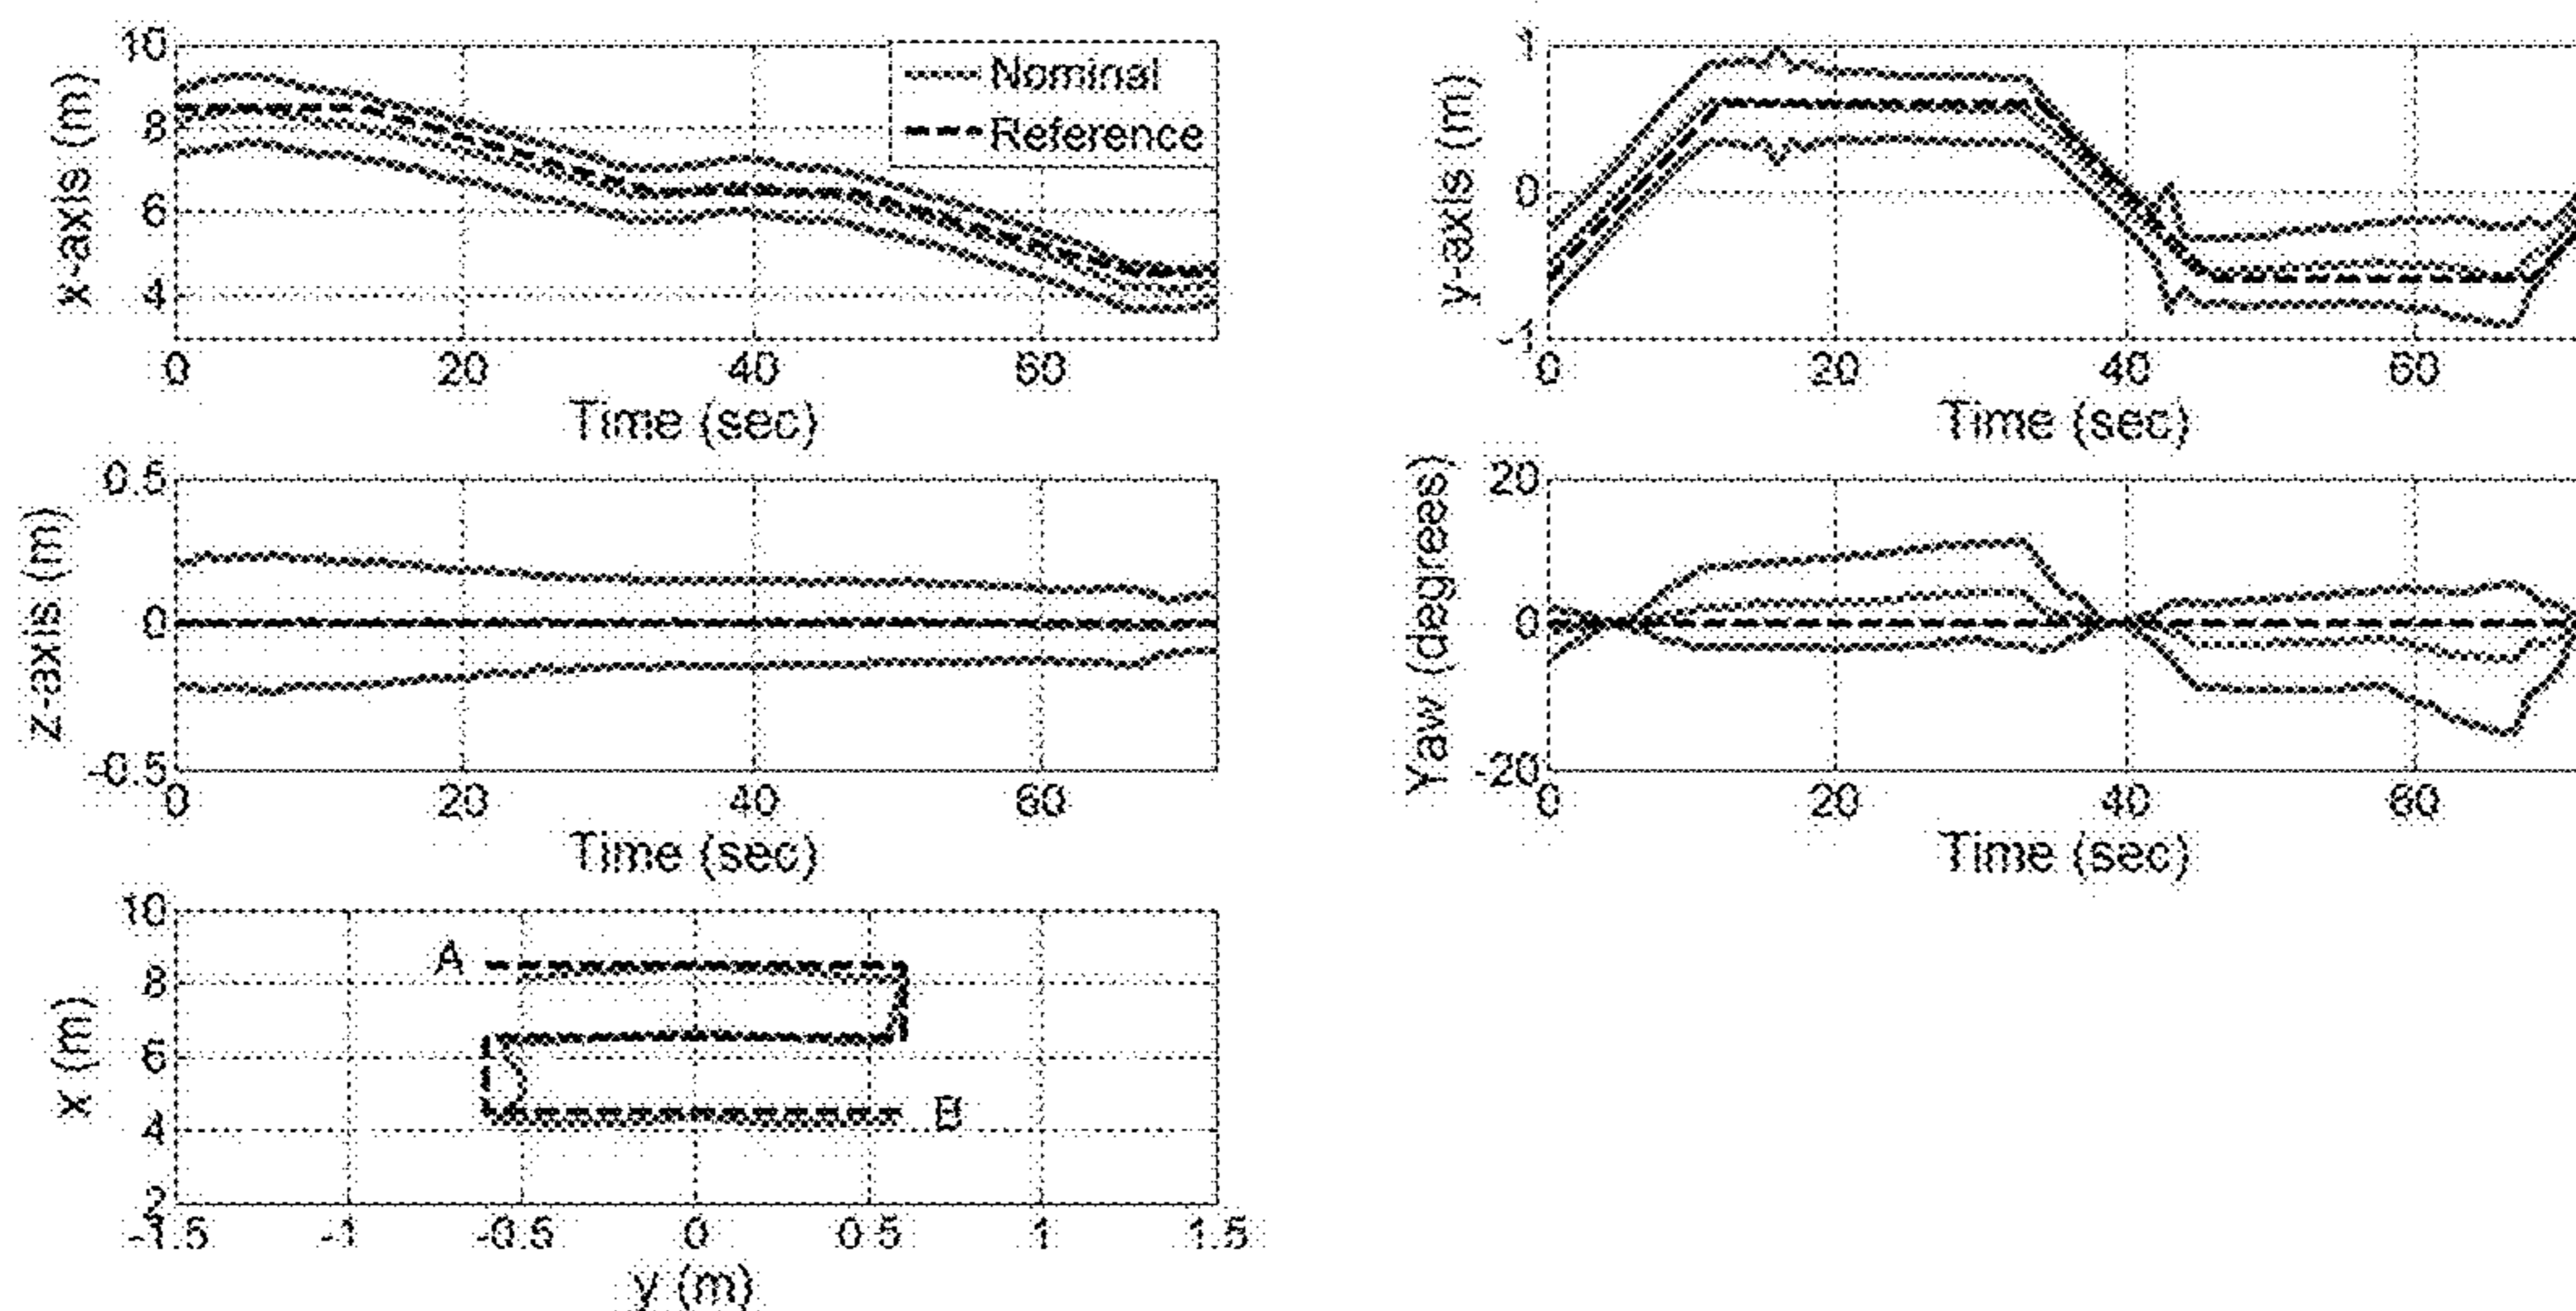 10
8
6
4
x-axis (m)
Nominal
Reference
0 20 40 60
Time (sec)
1
0
-1
y-axis (m)
0 20 40 60
Time (sec)
0.5
0
-0.5
z-axis (m)
0 20 40 60
Time (sec)
20
0
-20
Yaw (degrees)
0 20 40 60
Time (sec)
10
8
6
4
2
x (m)
A
B
-1.5 -1 -0.5 0 0.5 1 1.5
y (m)